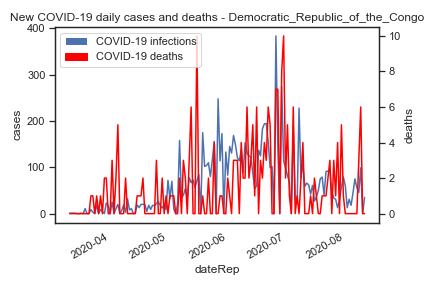 New COVID-19 daily cases and deaths - Democratic_Republic_of_the_Congo
COVID-19 infections
COVID-19 deaths
400
300
200
100
0
cases
10
8
6
4
2
0
deaths
2020-04
2020-05
2020-06
2020-07
2020-08
dateRep